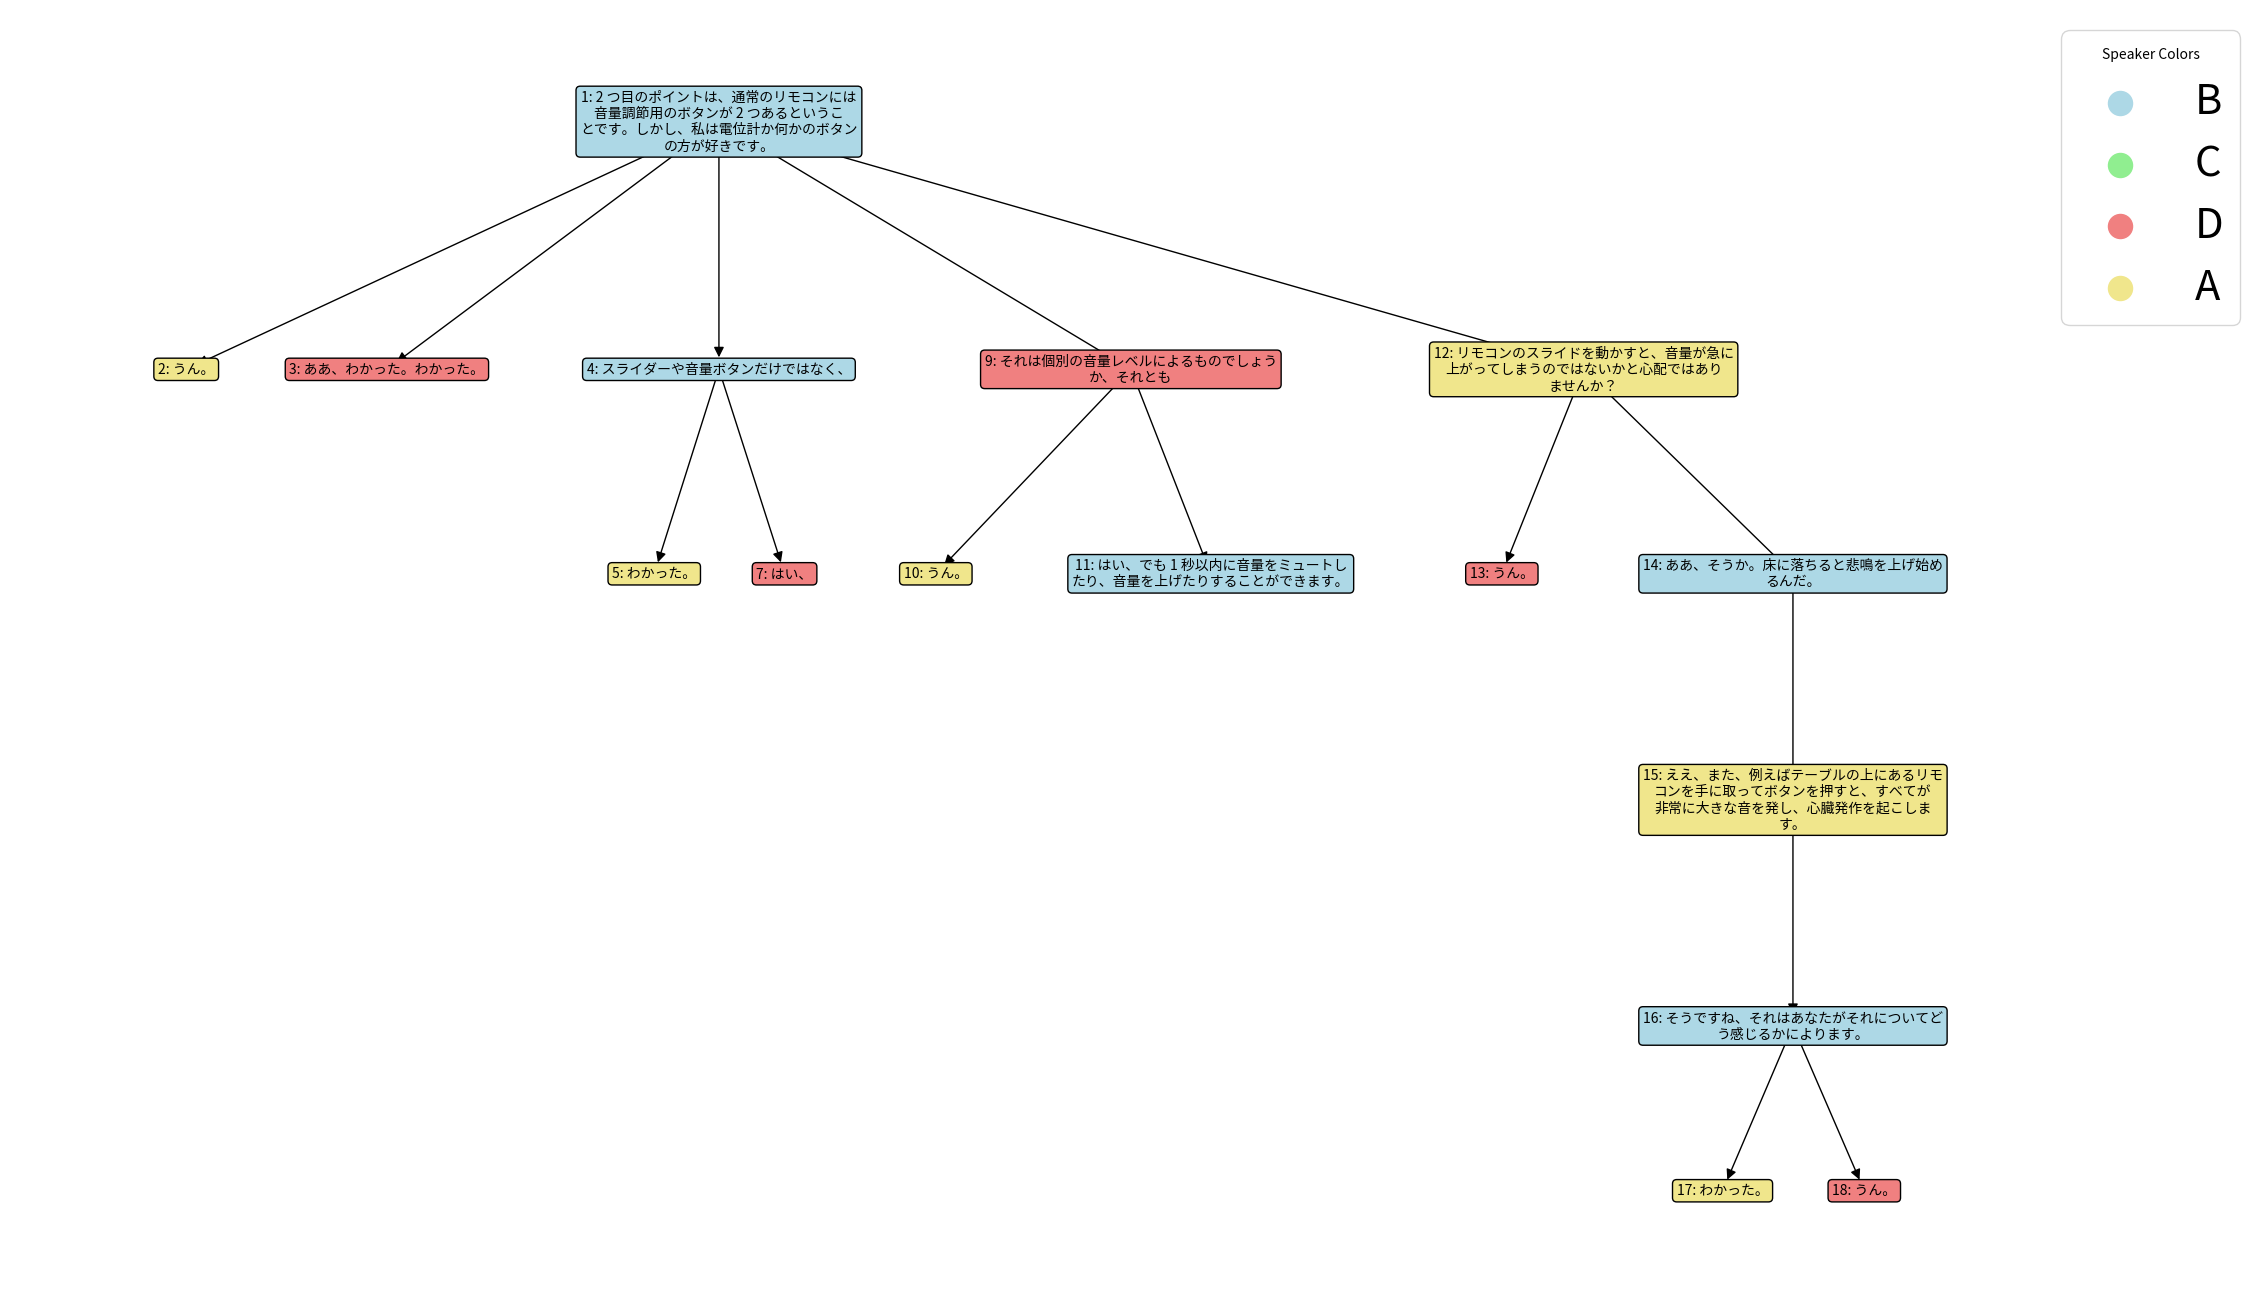 1: 2 つ目のポイントは、通常のリモコンには
音量調節用のボタンが 2 つあるというこ
とです。しかし、私は電位計か何かのボタン
の方が好きです。
2: うん。
3: ああ、わかった。わかった。
4: スライダーや音量ボタンだけではなく、
9: それは個別の音量レベルによるものでしょう
か、それとも
12: リモコンのスライドを動かすと、音量が急に
上がってしまうのではないかと心配ではあり
ませんか？
5: わかった。
7: はい、
10: うん。
11: はい、でも 1 秒以内に音量をミュートし
たり、音量を上げたりすることができます。
13: うん。
14: ああ、そうか。床に落ちると悲鳴を上げ始め
るんだ。
15: ええ、また、例えばテーブルの上にあるリモ
コンを手に取ってボタンを押すと、すべてが
非常に大きな音を発し、心臓発作を起こしま
す。
16: そうですね、それはあなたがそれについてど
う感じるかによります。
17: わかった。
18: うん。
Speaker Colors
B
C
D
A